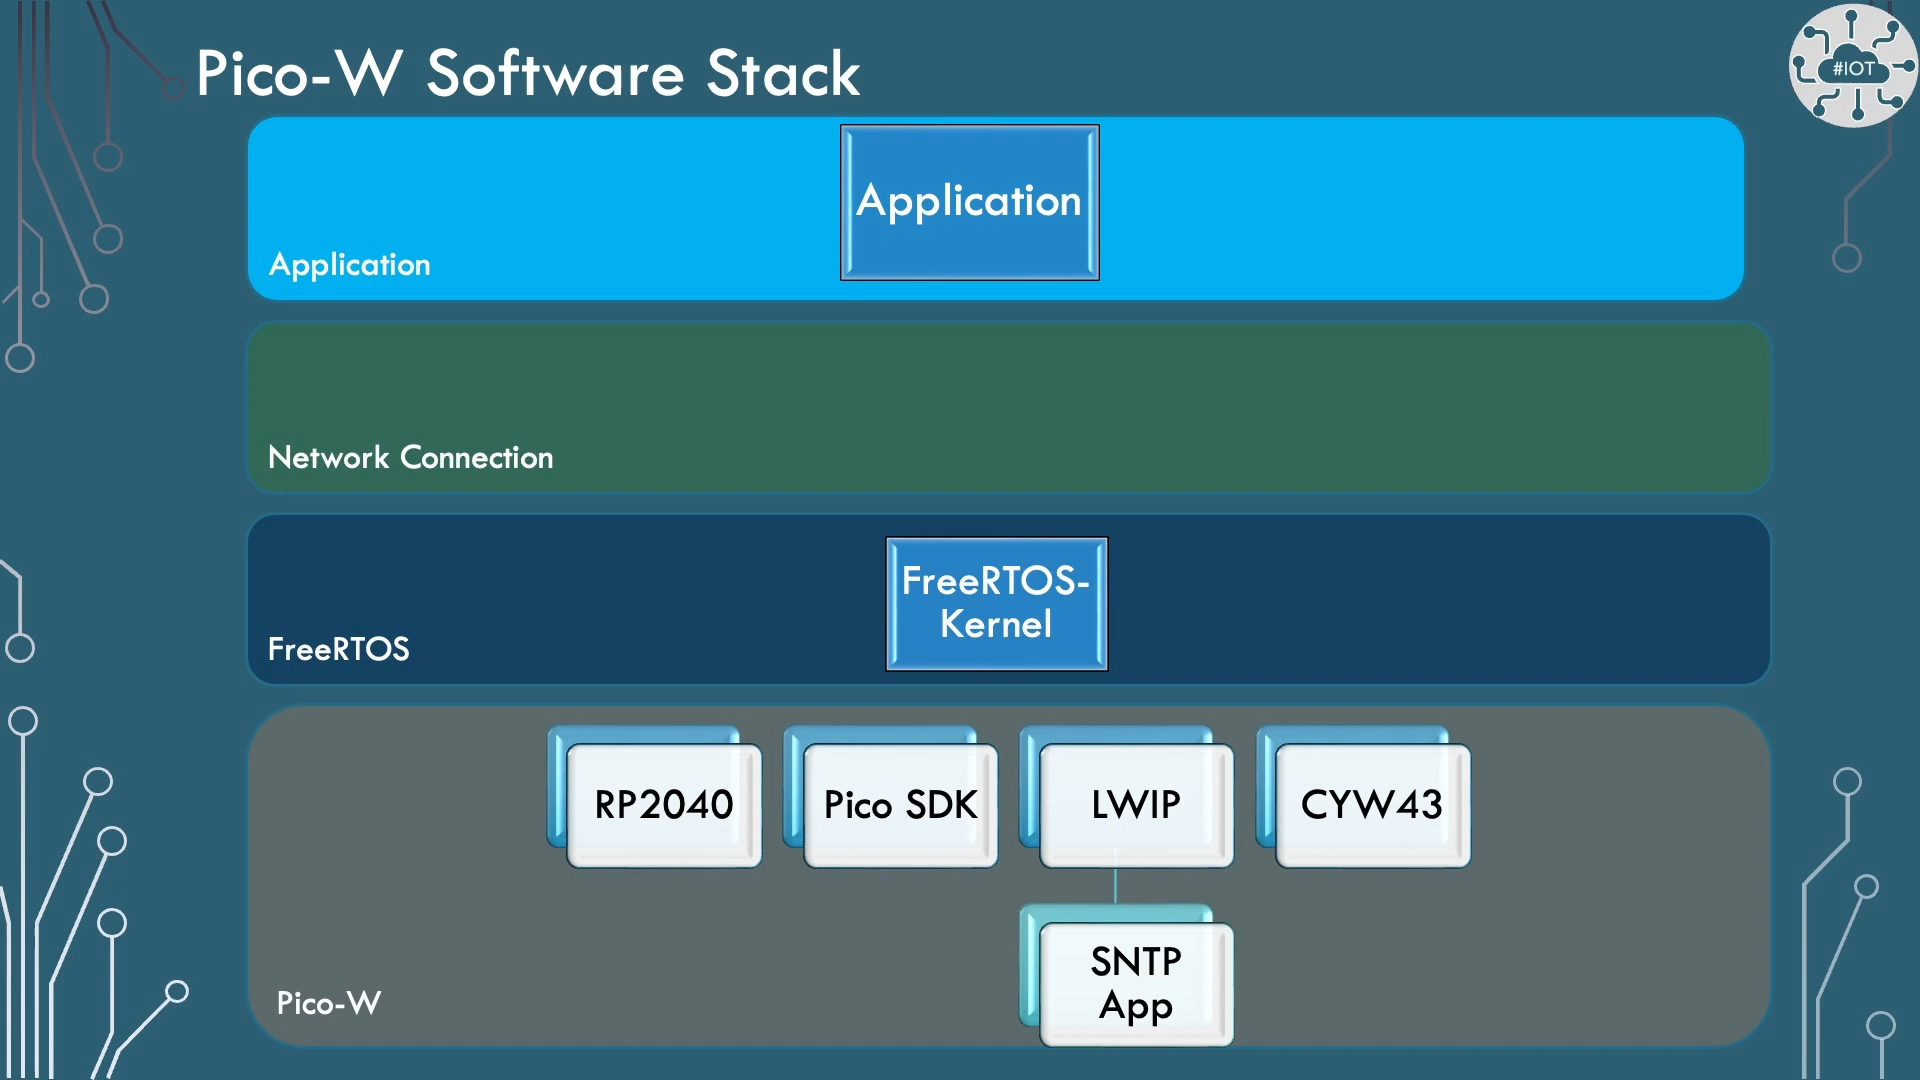 Pico-W Software Stack
#IOT
Application
Application
Network Connection
FreeRTOS-
Kernel
FreeRTOS
RP2040
Pico SDK
LWIP
CYW43
SNTP
App
Pico-W